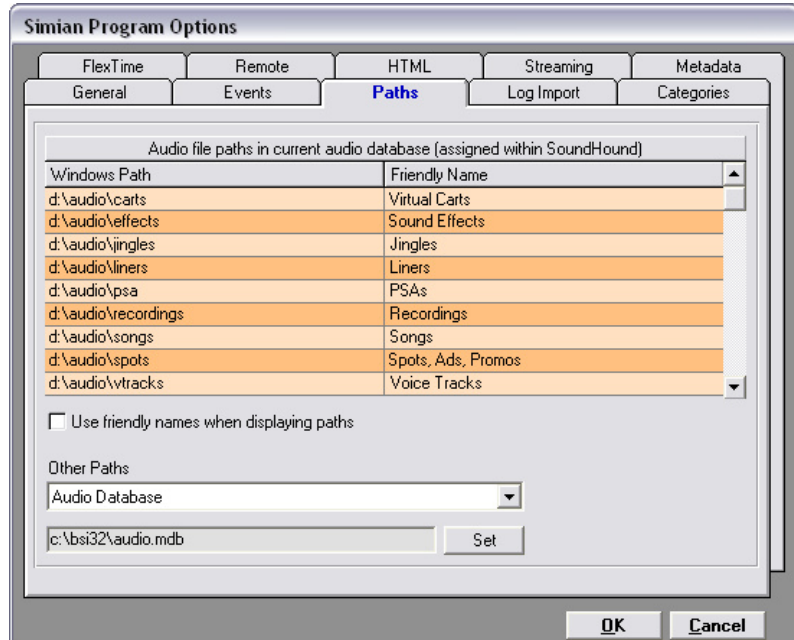 Simian Program Options
FlexTime Remote HTML Streaming Metadata
General Events Paths Log Import Categories
Audio file paths in current audio database (assigned within SoundHound)
Windows Path Friendly Name
d:\audio\carts Virtual Carts
d:\audio\effects Sound Effects
d:\audio\jingles Jingles
d:\audio\liners Liners
d:\audio\psa PSAs
d:\audio\recordings Recordings
d:\audio\songs Songs
d:\audio\spots Spots, Ads, Promos
d:\audio\vtracks Voice Tracks
Use friendly names when displaying paths
Other Paths
Audio Database
c:\bsi32\audio.mdb Set
OK Cancel